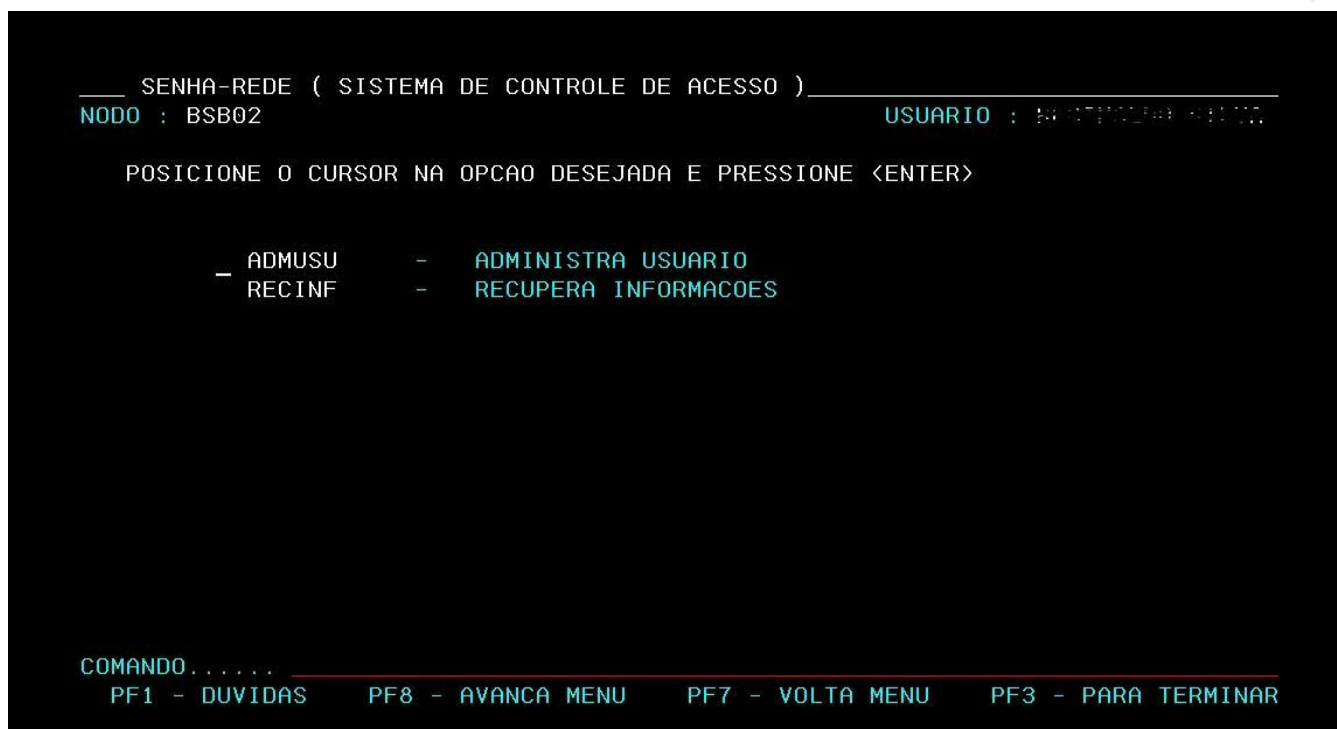 ___ SENHA-REDE ( SISTEMA DE CONTROLE DE ACESSO )
NODO : BSB02 USUARIO :
POSICIONE O CURSOR NA OPCAO DESEJADA E PRESSIONE <ENTER>
_ ADMUSU - ADMINISTRA USUARIO
RECINF - RECUPERA INFORMACOES
COMANDO......
PF1 - DUVIDAS PF8 - AVANCA MENU PF7 - VOLTA MENU PF3 - PARA TERMINAR